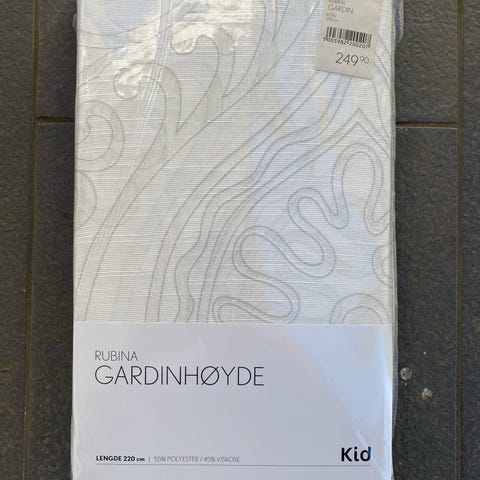 RUBINA
GARDIN
249 90
RUBINA
GARDINHØYDE
LENGDE 220 cm | 55% POLYESTER / 45% VISKOSE
Kid